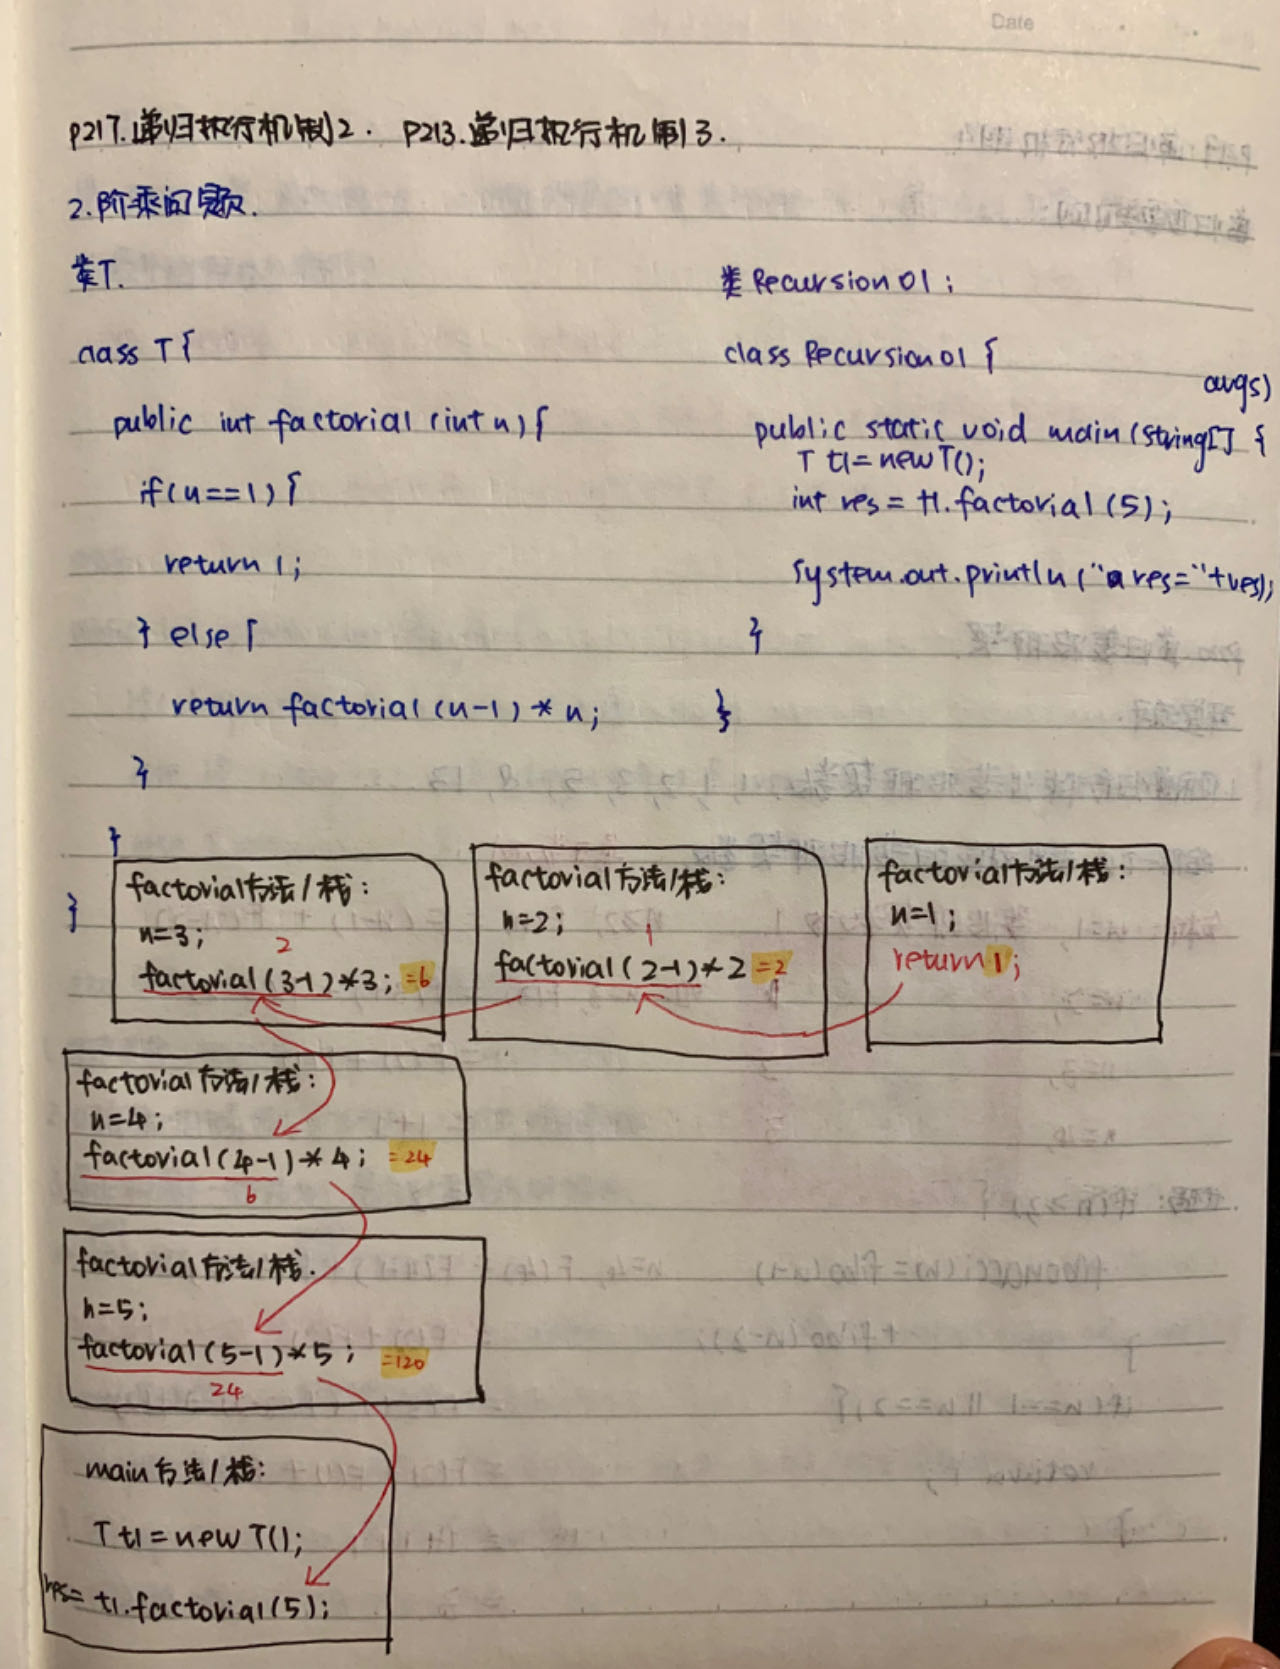 Date
P217.递归执行机制2. P213.递归执行机制3.
2.阶乘问题.
类T.
class T{
public int factorial (int n) {
if(n==1) {
return 1;
} else {
return factorial (n-1) * n;
}
}
}
类 Recursion01;
class Recursion01 {
public static void main (String[] args) {
T t1=new T();
int res = t1.factorial (5);
System.out.println ("res="+res);
}
}
factorial方法/栈:
n=3;
2
factorial (3-1) *3; =6
factorial方法/栈:
n=2;
1
factorial (2-1) * 2 =2
factorial方法/栈:
n=1;
return 1;
factorial方法/栈:
n=4;
factorial (4-1) * 4; =24
6
factorial方法/栈.
n=5;
factorial (5-1) * 5; =120
24
main方法/栈:
T t1=new T();
res= t1.factorial (5);